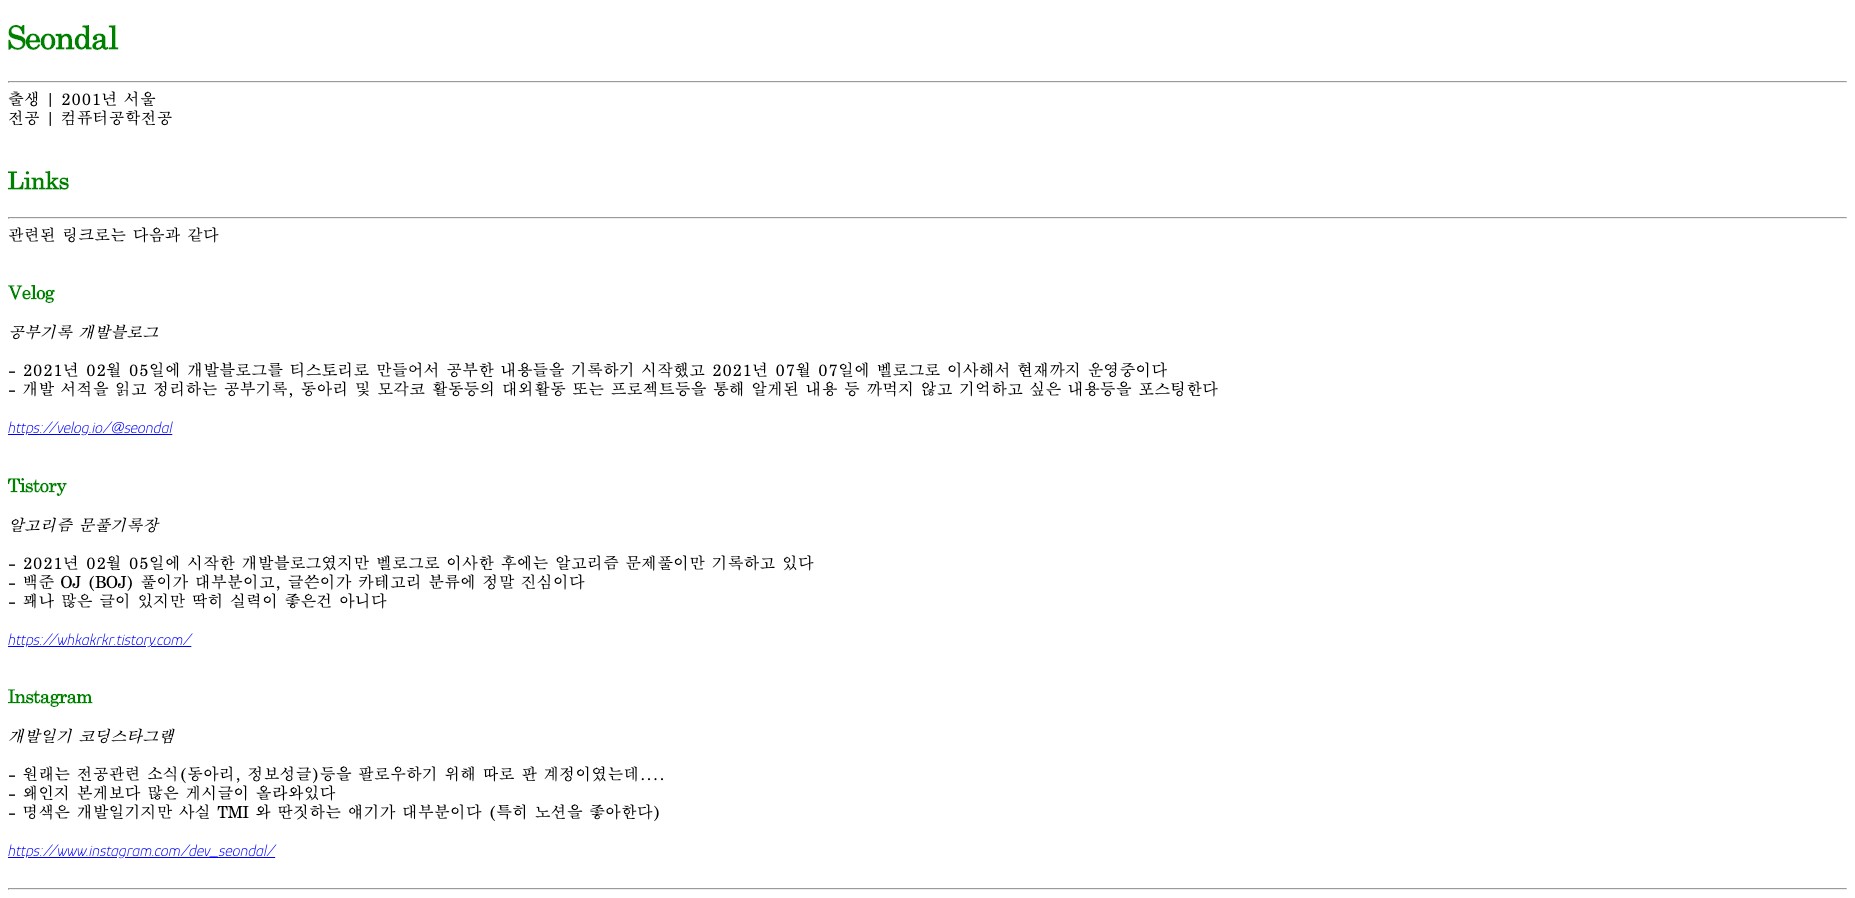 Seondal
출생 | 2001년 서울
전공 | 컴퓨터공학전공
Links
관련된 링크로는 다음과 같다
Velog
공부기록 개발블로그
- 2021년 02월 05일에 개발블로그를 티스토리로 만들어서 공부한 내용들을 기록하기 시작했고 2021년 07월 07일에 벨로그로 이사해서 현재까지 운영중이다
- 개발 서적을 읽고 정리하는 공부기록, 동아리 및 모각코 활동등의 대외활동 또는 프로젝트등을 통해 알게된 내용 등 까먹지 않고 기억하고 싶은 내용등을 포스팅한다
https://velog.io/@seondal
Tistory
알고리즘 문풀기록장
- 2021년 02월 05일에 시작한 개발블로그였지만 벨로그로 이사한 후에는 알고리즘 문제풀이만 기록하고 있다
- 백준 OJ (BOJ) 풀이가 대부분이고, 글쓴이가 카테고리 분류에 정말 진심이다
- 꽤나 많은 글이 있지만 딱히 실력이 좋은건 아니다
https://whkakrkr.tistory.com/
Instagram
개발일기 코딩스타그램
- 원래는 전공관련 소식(동아리, 정보성글)등을 팔로우하기 위해 따로 판 계정이였는데....
- 왜인지 본계보다 많은 게시글이 올라와있다
- 명색은 개발일기지만 사실 TMI 와 딴짓하는 얘기가 대부분이다 (특히 노션을 좋아한다)
https://www.instagram.com/dev_seondal/